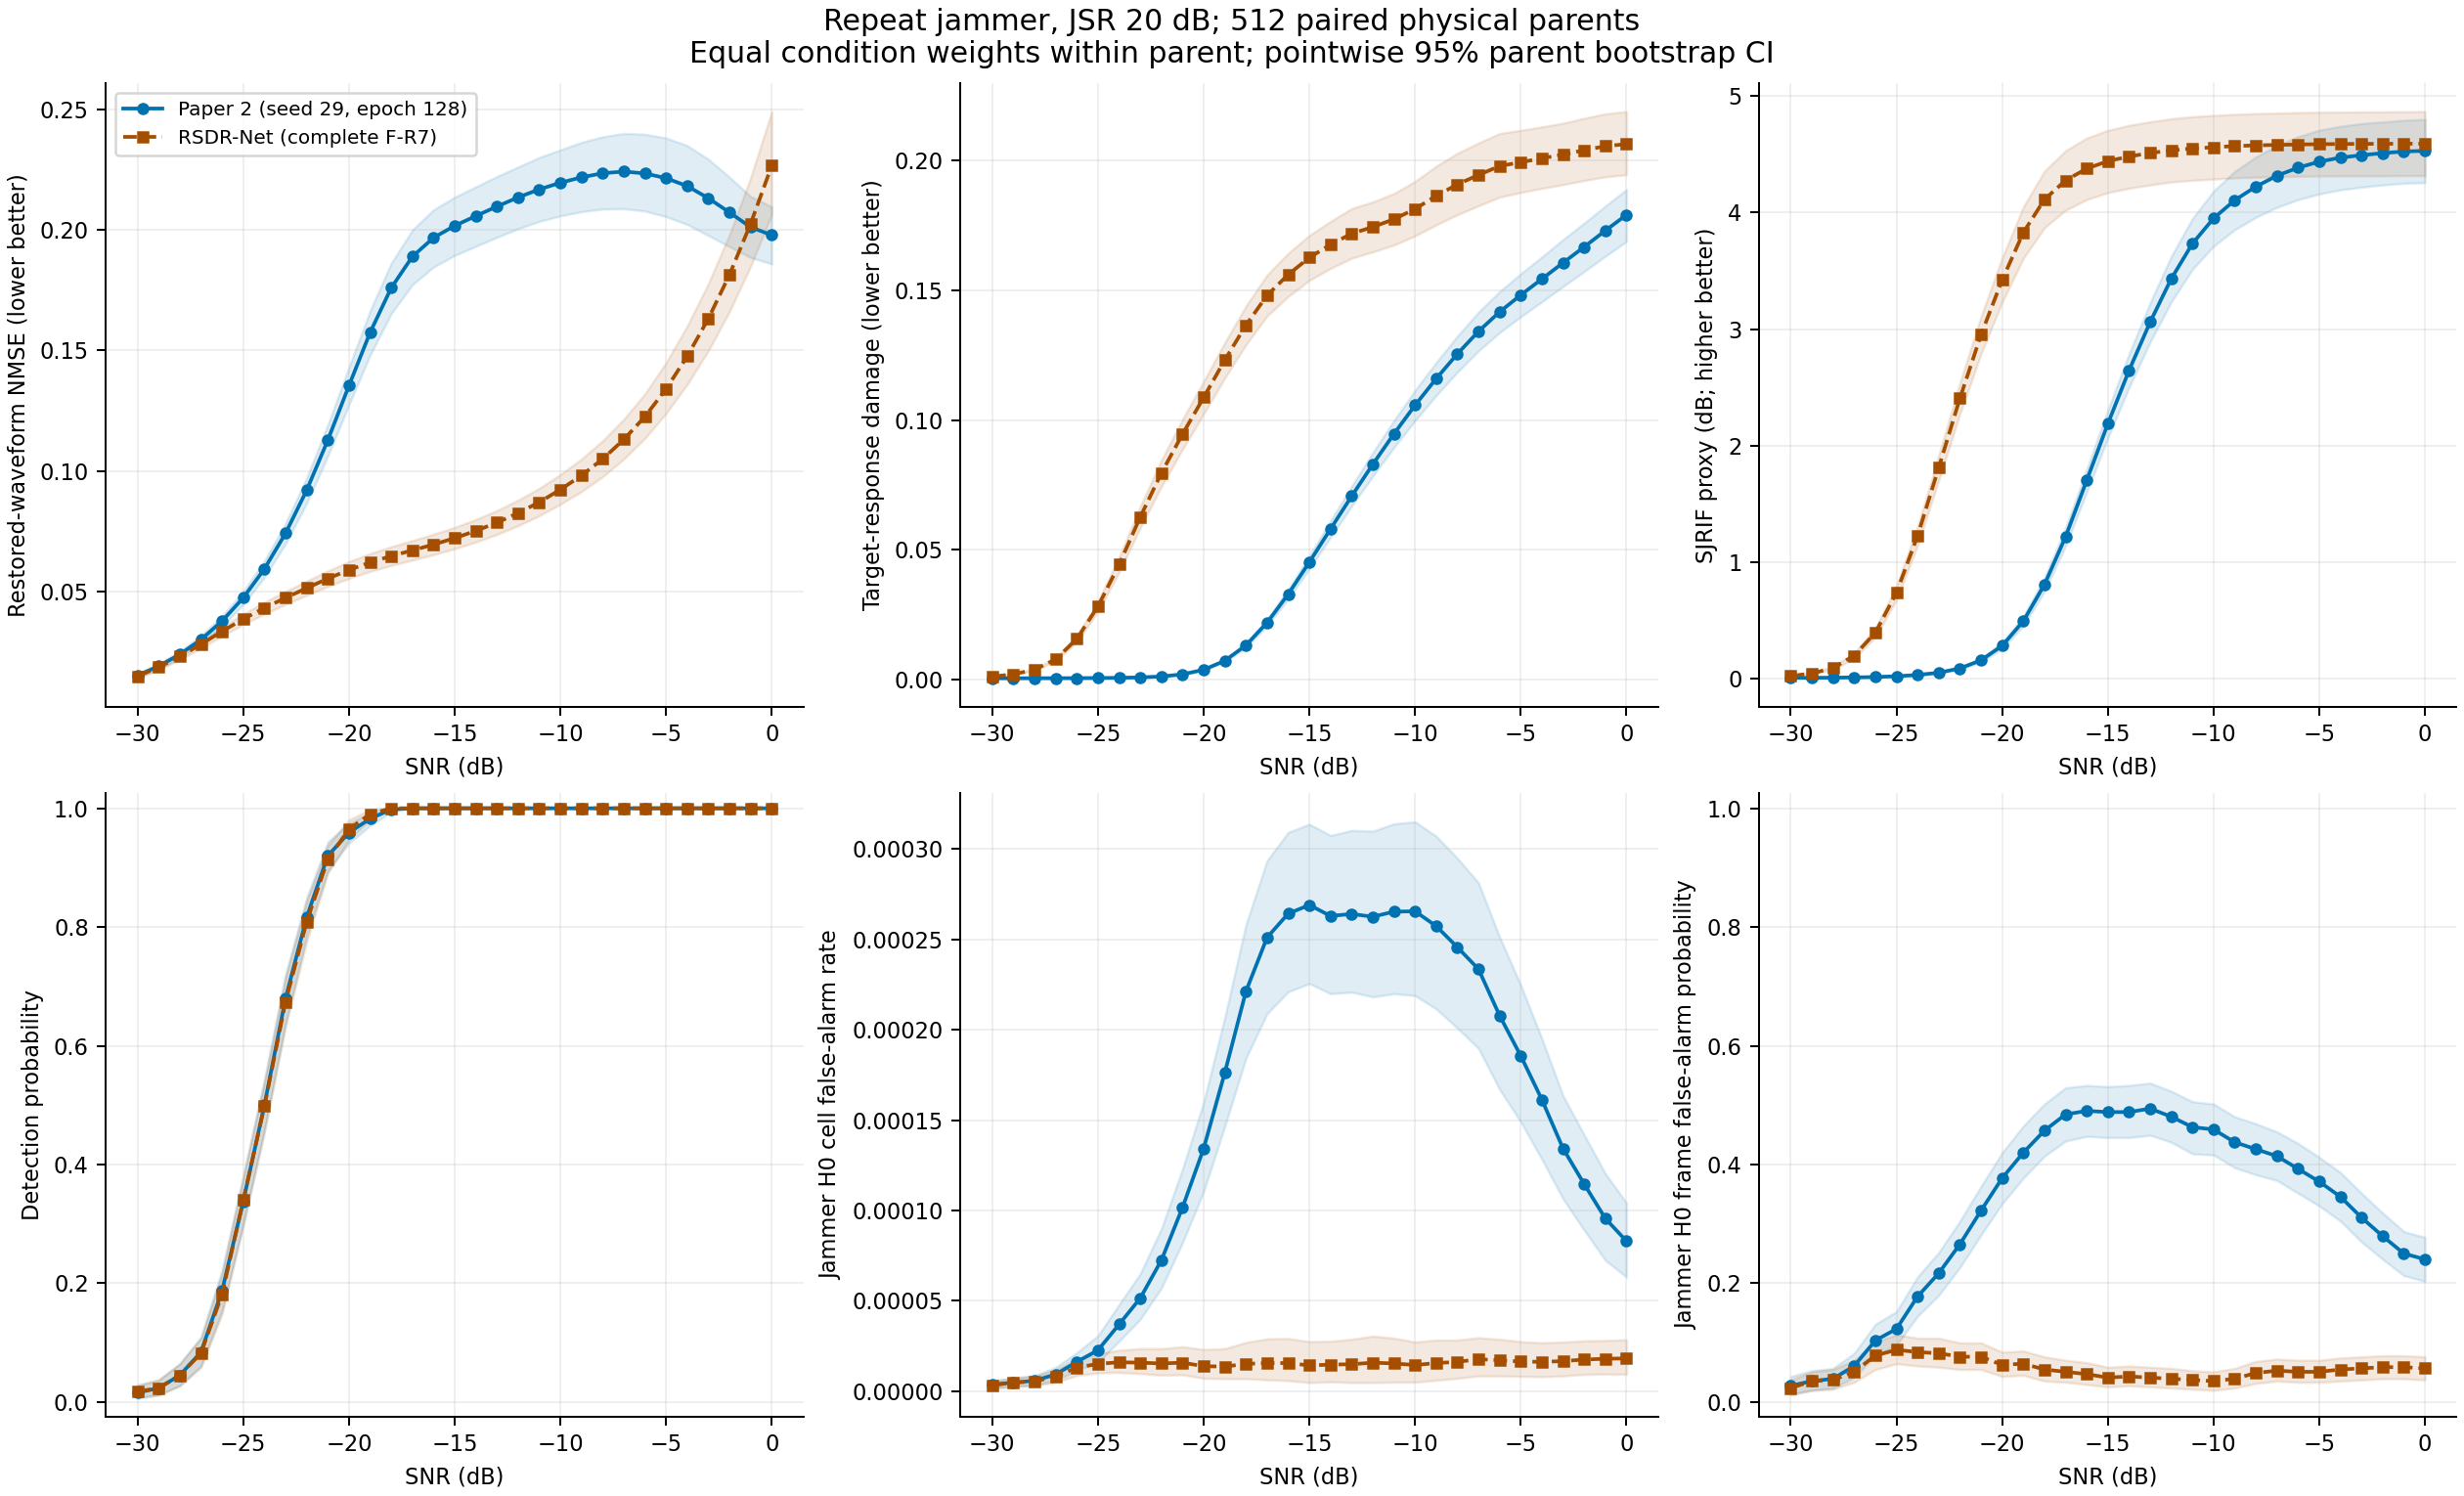 Repeat jammer, JSR 20 dB; 512 paired physical parents
Equal condition weights within parent; pointwise 95% parent bootstrap CI
Restored-waveform NMSE (lower better)
0.25
0.20
0.15
0.10
0.05
Paper 2 (seed 29, epoch 128)
RSDR-Net (complete F-R7)
−30 −25 −20 −15 −10 −5 0
SNR (dB)
Target-response damage (lower better)
0.20
0.15
0.10
0.05
0.00
−30 −25 −20 −15 −10 −5 0
SNR (dB)
SJRIF proxy (dB; higher better)
5
4
3
2
1
0
−30 −25 −20 −15 −10 −5 0
SNR (dB)
Detection probability
1.0
0.8
0.6
0.4
0.2
0.0
−30 −25 −20 −15 −10 −5 0
SNR (dB)
Jammer H0 cell false-alarm rate
0.00030
0.00025
0.00020
0.00015
0.00010
0.00005
0.00000
−30 −25 −20 −15 −10 −5 0
SNR (dB)
Jammer H0 frame false-alarm probability
1.0
0.8
0.6
0.4
0.2
0.0
−30 −25 −20 −15 −10 −5 0
SNR (dB)